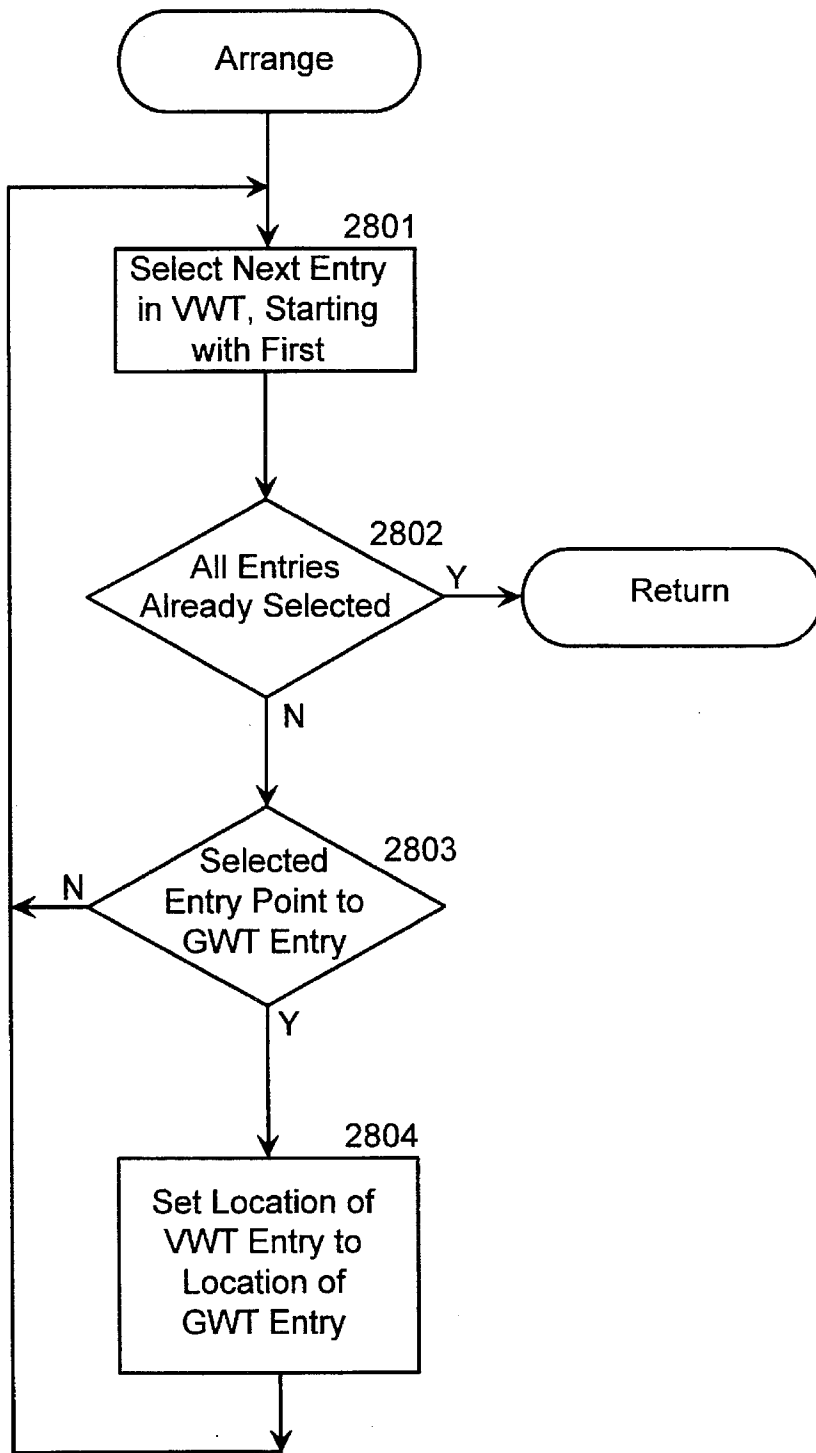 Arrange
2801
Select Next Entry
in VWT, Starting
with First
2802
All Entries
Already Selected
Y
Return
N
2803
Selected
Entry Point to
GWT Entry
N
Y
2804
Set Location of
VWT Entry to
Location of
GWT Entry